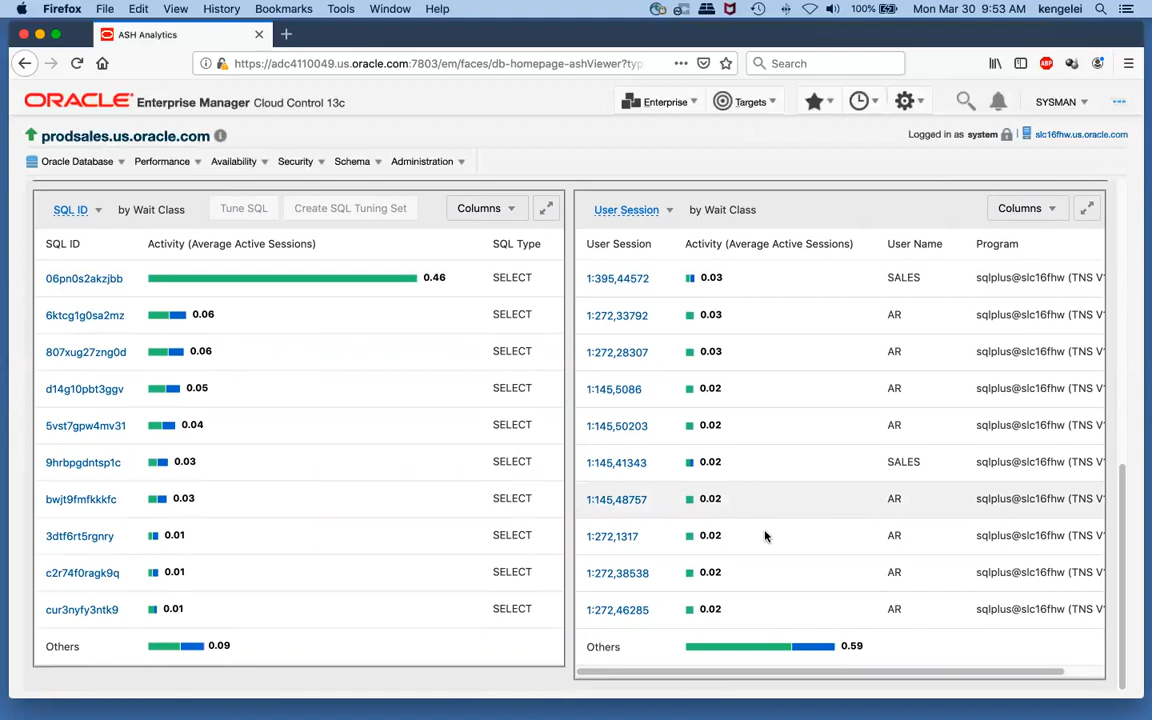 Firefox File Edit View History Bookmarks Tools Window Help 100% Mon Mar 30 9:53 AM kengelei
ASH Analytics
https://adc4110049.us.oracle.com:7803/em/faces/db-homepage-ashViewer?typ Search
ORACLE Enterprise Manager Cloud Control 13c Enterprise Targets SYSMAN
prodsales.us.oracle.com Logged in as system slc16fhw.us.oracle.com
Oracle Database Performance Availability Security Schema Administration
SQL ID by Wait Class Tune SQL Create SQL Tuning Set Columns
SQL ID Activity (Average Active Sessions) SQL Type
06pn0s2akzjbb 0.46 SELECT
6ktcg1g0sa2mz 0.06 SELECT
807xug27zng0d 0.06 SELECT
d14g10pbt3ggv 0.05 SELECT
5vst7gpw4mv31 0.04 SELECT
9hrbpgdntsp1c 0.03 SELECT
bwjt9fmfkkkfc 0.03 SELECT
3dtf6rt5rgnry 0.01 SELECT
c2r74f0ragk9q 0.01 SELECT
cur3nyfy3ntk9 0.01 SELECT
Others 0.09
User Session by Wait Class Columns
User Session Activity (Average Active Sessions) User Name Program
1:395,44572 0.03 SALES sqlplus@slc16fhw (TNS V
1:272,33792 0.03 AR sqlplus@slc16fhw (TNS V
1:272,28307 0.03 AR sqlplus@slc16fhw (TNS V
1:145,5086 0.02 AR sqlplus@slc16fhw (TNS V
1:145,50203 0.02 AR sqlplus@slc16fhw (TNS V
1:145,41343 0.02 SALES sqlplus@slc16fhw (TNS V
1:145,48757 0.02 AR sqlplus@slc16fhw (TNS V
1:272,1317 0.02 AR sqlplus@slc16fhw (TNS V
1:272,38538 0.02 AR sqlplus@slc16fhw (TNS V
1:272,46285 0.02 AR sqlplus@slc16fhw (TNS V
Others 0.59